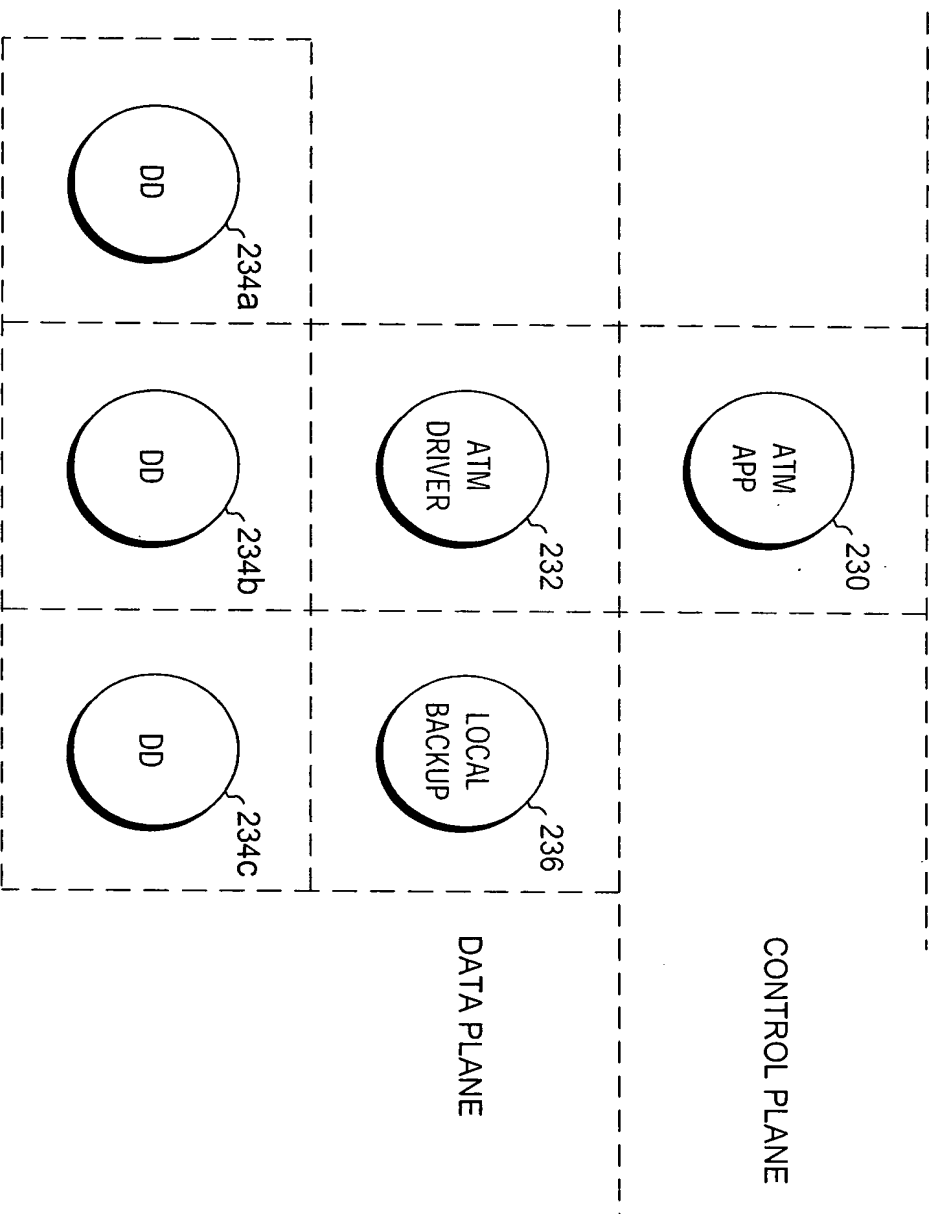 ATM
APP
230
CONTROL PLANE
ATM
DRIVER
232
LOCAL
BACKUP
236
DATA PLANE
DD
234a
DD
234b
DD
234c